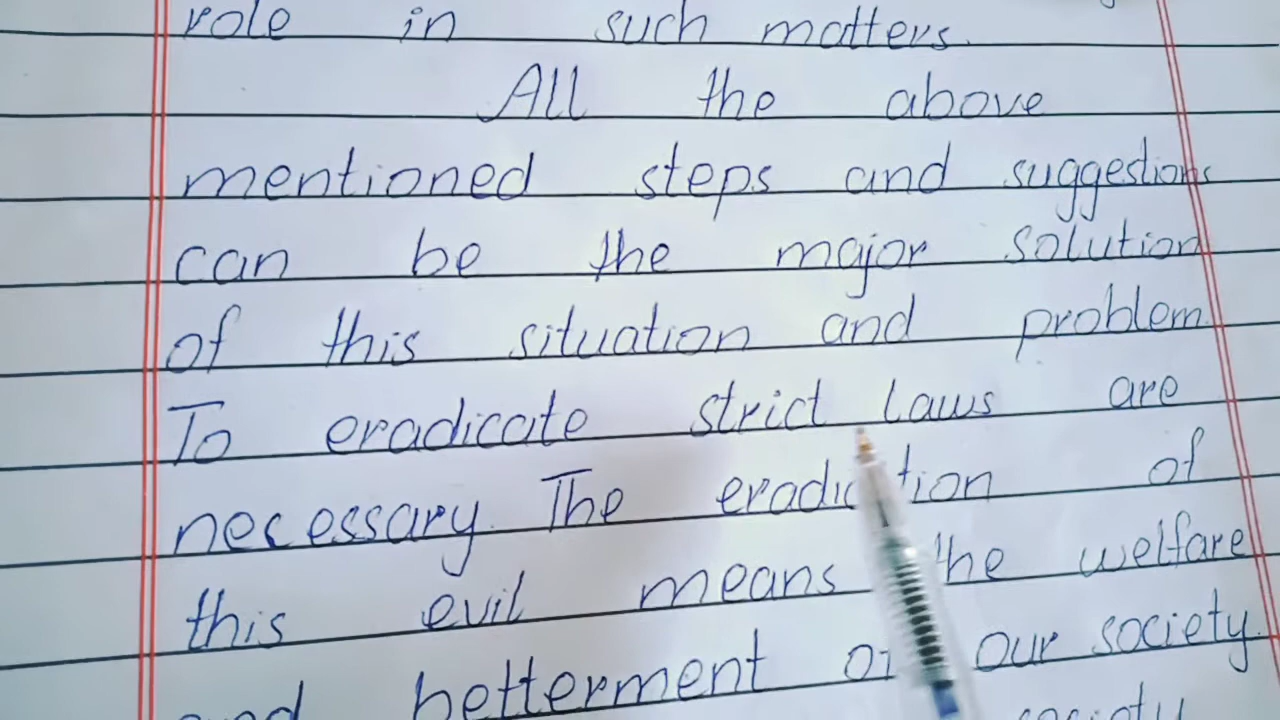 role in such matters.
All the above
mentioned steps and suggestions
can be the major solution
of this situation and problem.
To eradicate strict laws are
necessary. The eradication of
this evil means the welfare
and betterment of our society.
society